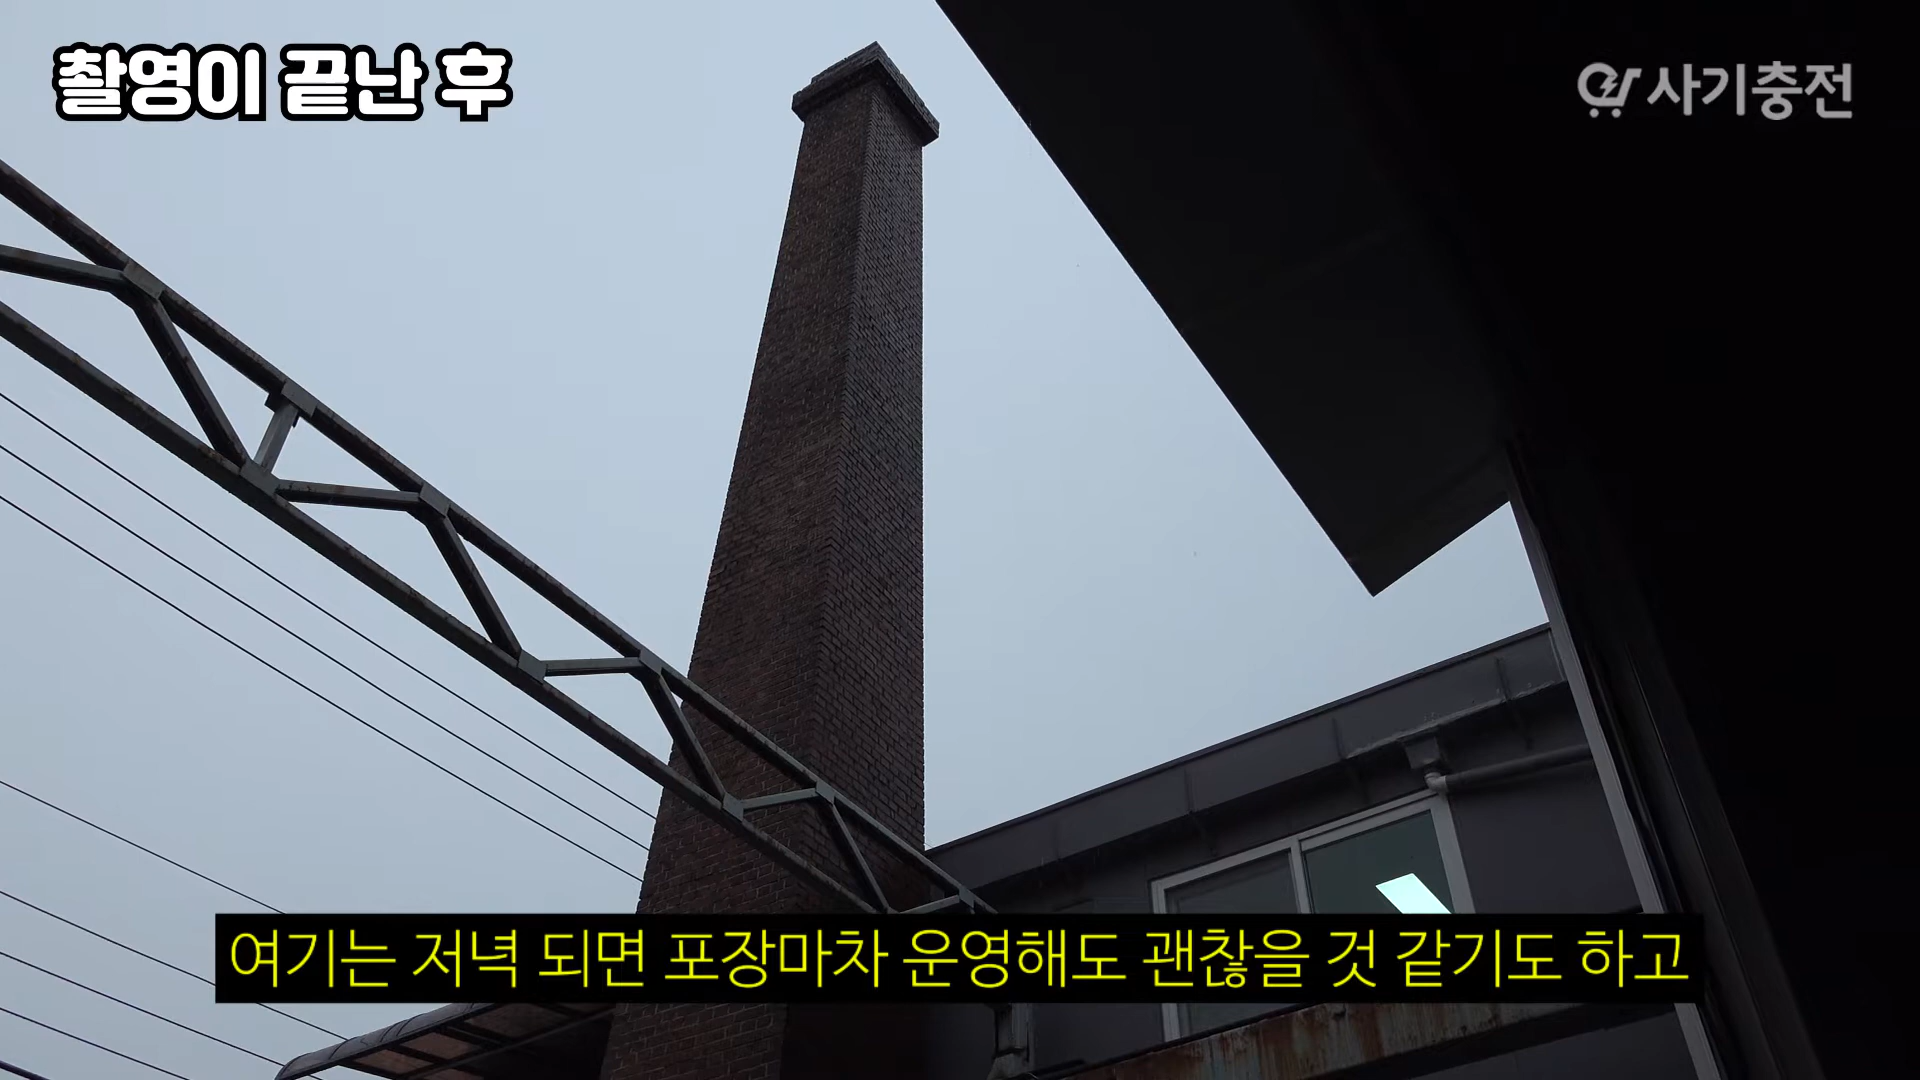 촬영이 끝난 후
사기충전
여기는 저녁 되면 포장마차 운영해도 괜찮을 것 같기도 하고